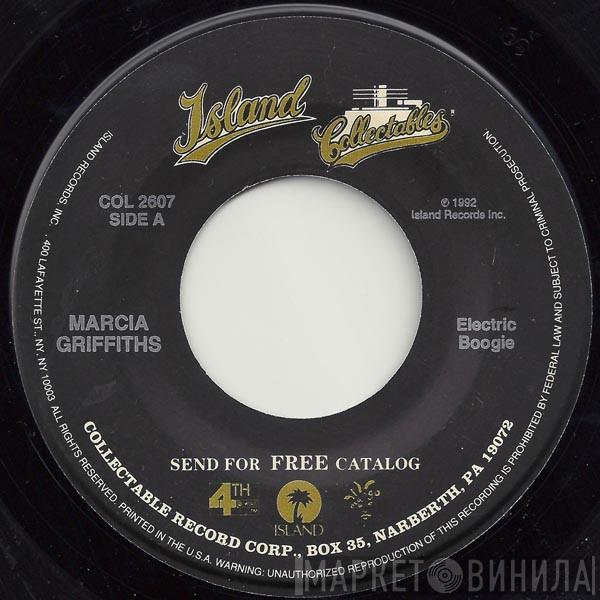 Island
Collectables
COL 2607
SIDE A
℗ 1992
Island Records Inc.
MARCIA
GRIFFITHS
Electric
Boogie
SEND FOR FREE CATALOG
4TH
ISLAND
COLLECTABLE RECORD CORP., BOX 35, NARBERTH, PA 19072
ISLAND RECORDS, INC. 400 LAFAYETTE ST., NY. NY 10003 ALL RIGHTS RESERVED. PRINTED IN THE U.S.A. WARNING: UNAUTHORIZED REPRODUCTION OF THIS RECORDING IS PROHIBITED BY FEDERAL LAW AND SUBJECT TO CRIMINAL PROSECUTION
МАРКЕТ ВИНИЛА